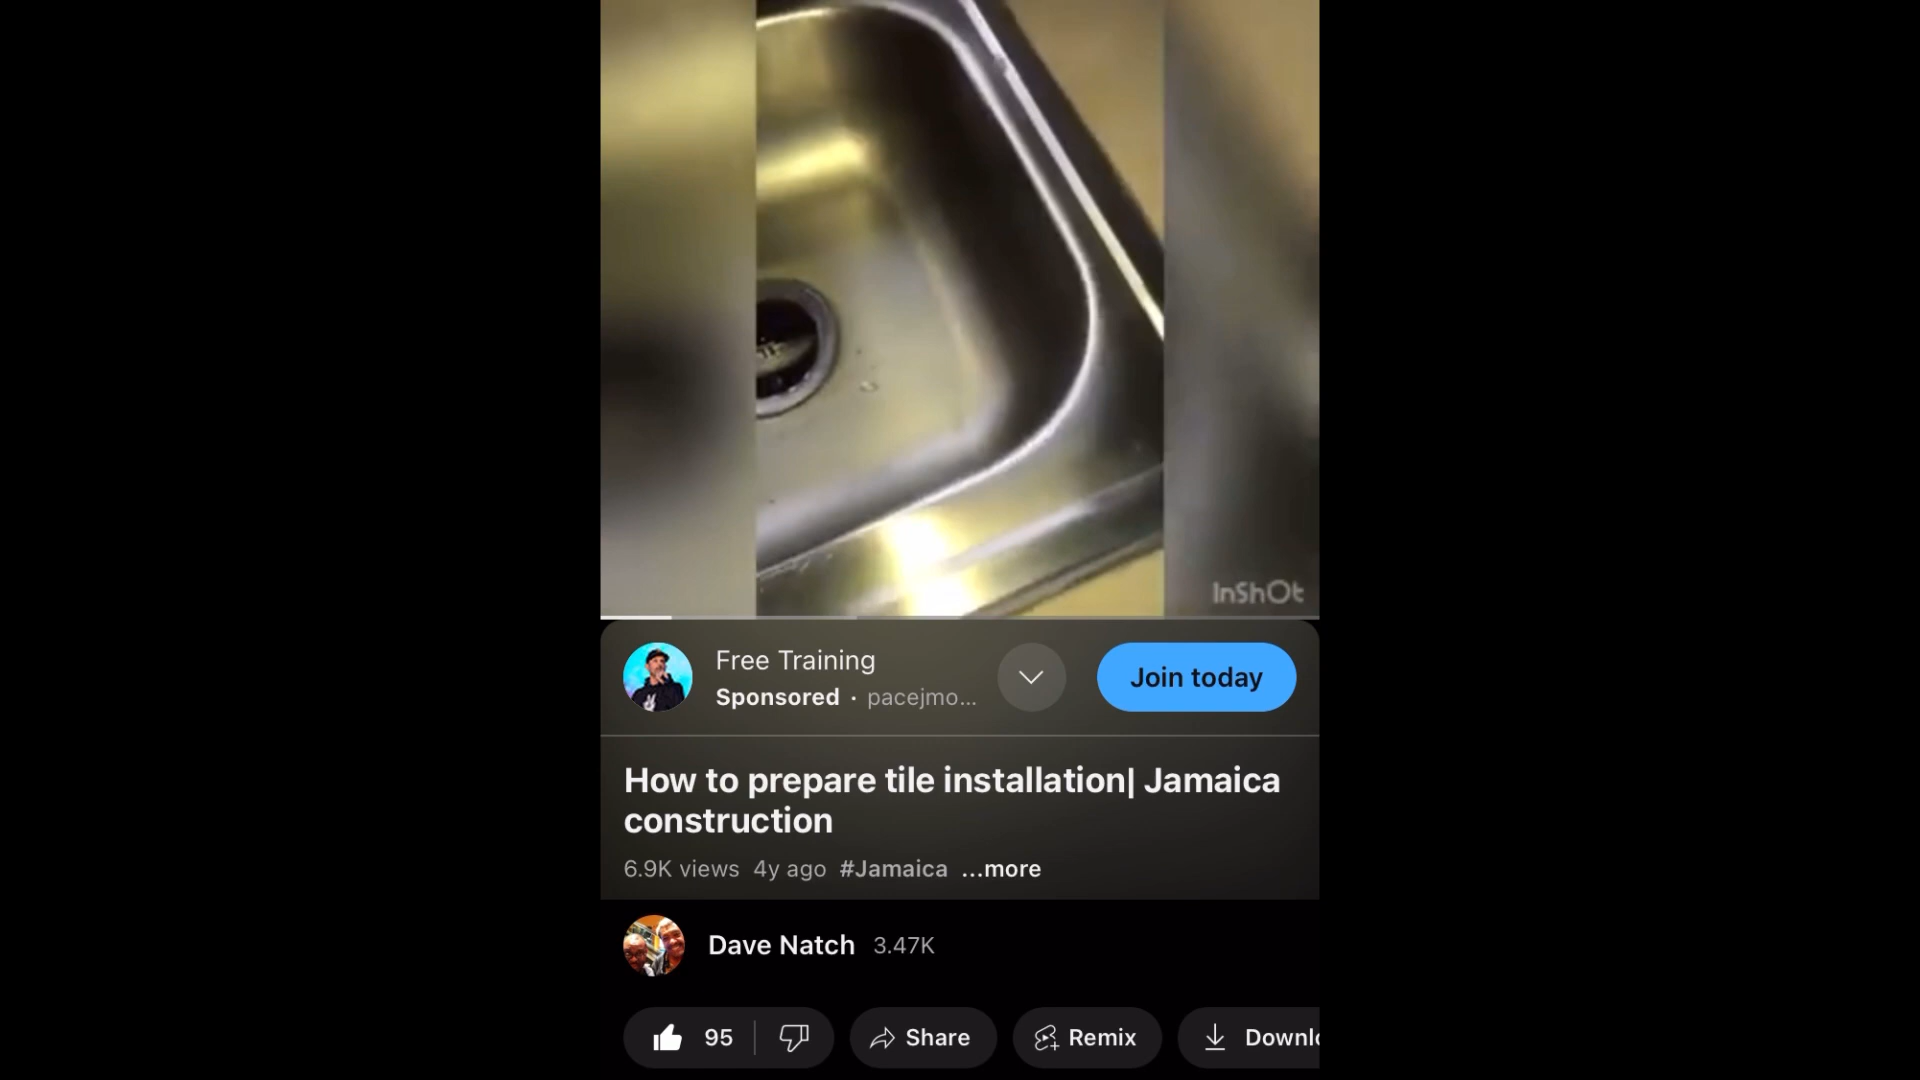 InShOt
Free Training
Sponsored · pacejmo...
Join today
How to prepare tile installation| Jamaica
construction
6.9K views 4y ago #Jamaica ...more
Dave Natch 3.47K
95
Share
Remix
Downlo